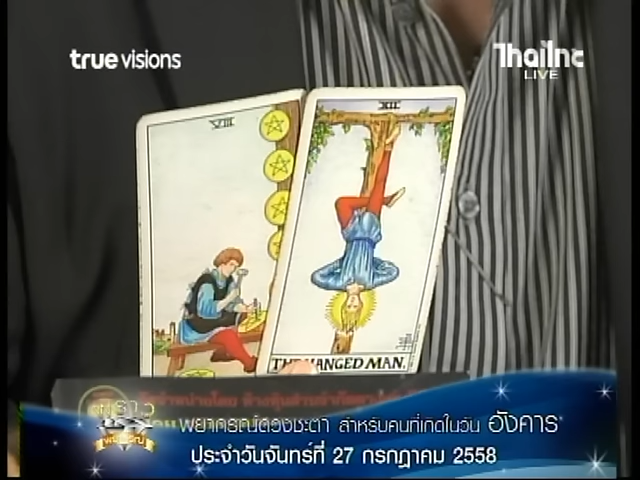 truevisions
ThaiTha
LIVE
VIII
XII
THE HANGED MAN.
พยากรณ์ดวงชะตา สำหรับคนที่เกิดในวัน อังคาร
ประจำวันจันทร์ที่ 27 กรกฎาคม 2558